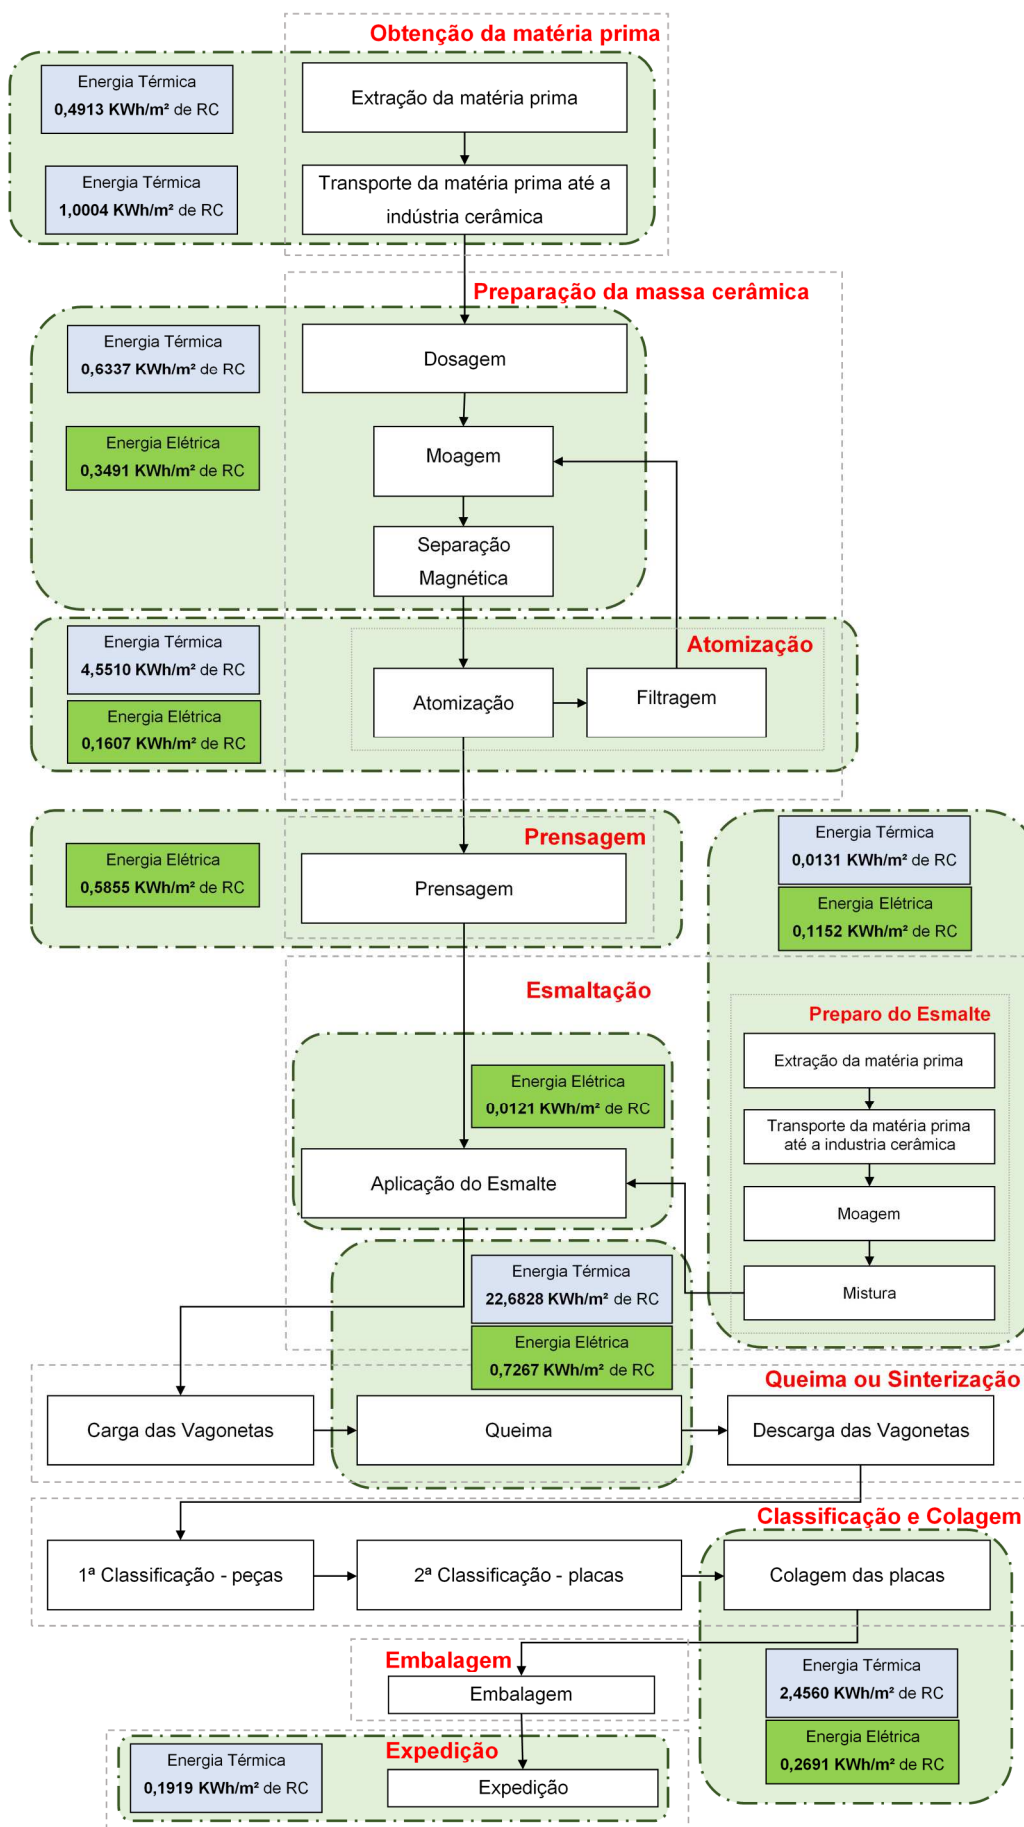 Obtenção da matéria prima
Energia Térmica
0,4913 KWh/m² de RC
Extração da matéria prima
Energia Térmica
1,0004 KWh/m² de RC
Transporte da matéria prima até a
indústria cerâmica
Preparação da massa cerâmica
Energia Térmica
0,6337 KWh/m² de RC
Dosagem
Energia Elétrica
0,3491 KWh/m² de RC
Moagem
Separação
Magnética
Energia Térmica
4,5510 KWh/m² de RC
Energia Elétrica
0,1607 KWh/m² de RC
Atomização
Atomização
Filtragem
Prensagem
Energia Elétrica
0,5855 KWh/m² de RC
Prensagem
Energia Térmica
0,0131 KWh/m² de RC
Energia Elétrica
0,1152 KWh/m² de RC
Esmaltação
Preparo do Esmalte
Extração da matéria prima
Transporte da matéria prima
até a industria cerâmica
Moagem
Mistura
Energia Elétrica
0,0121 KWh/m² de RC
Aplicação do Esmalte
Energia Térmica
22,6828 KWh/m² de RC
Energia Elétrica
0,7267 KWh/m² de RC
Queima ou Sinterização
Carga das Vagonetas
Queima
Descarga das Vagonetas
Classificação e Colagem
1ª Classificação - peças
2ª Classificação - placas
Colagem das placas
Energia Térmica
2,4560 KWh/m² de RC
Energia Elétrica
0,2691 KWh/m² de RC
Embalagem
Embalagem
Expedição
Energia Térmica
0,1919 KWh/m² de RC
Expedição